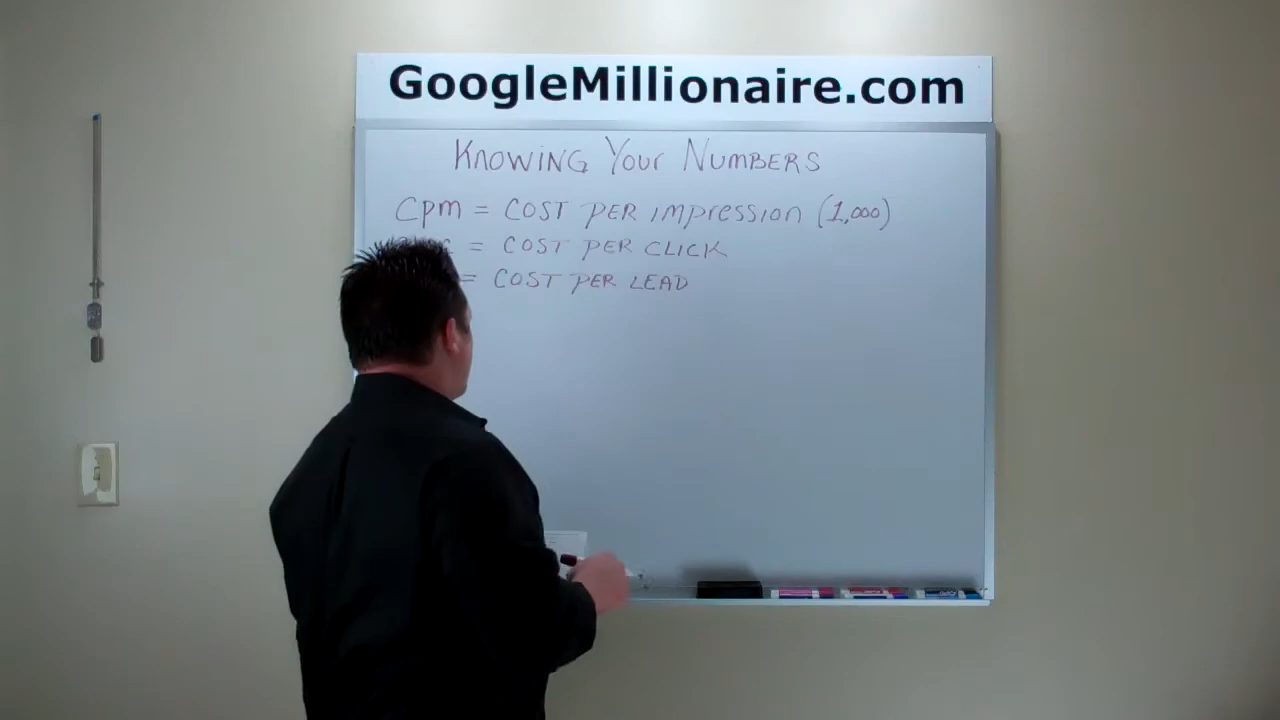 GoogleMillionaire.com
KNOWING YOUR NUMBERS
CPM = COST PER IMPRESSION (1,000)
= COST PER CLICK
= COST PER LEAD